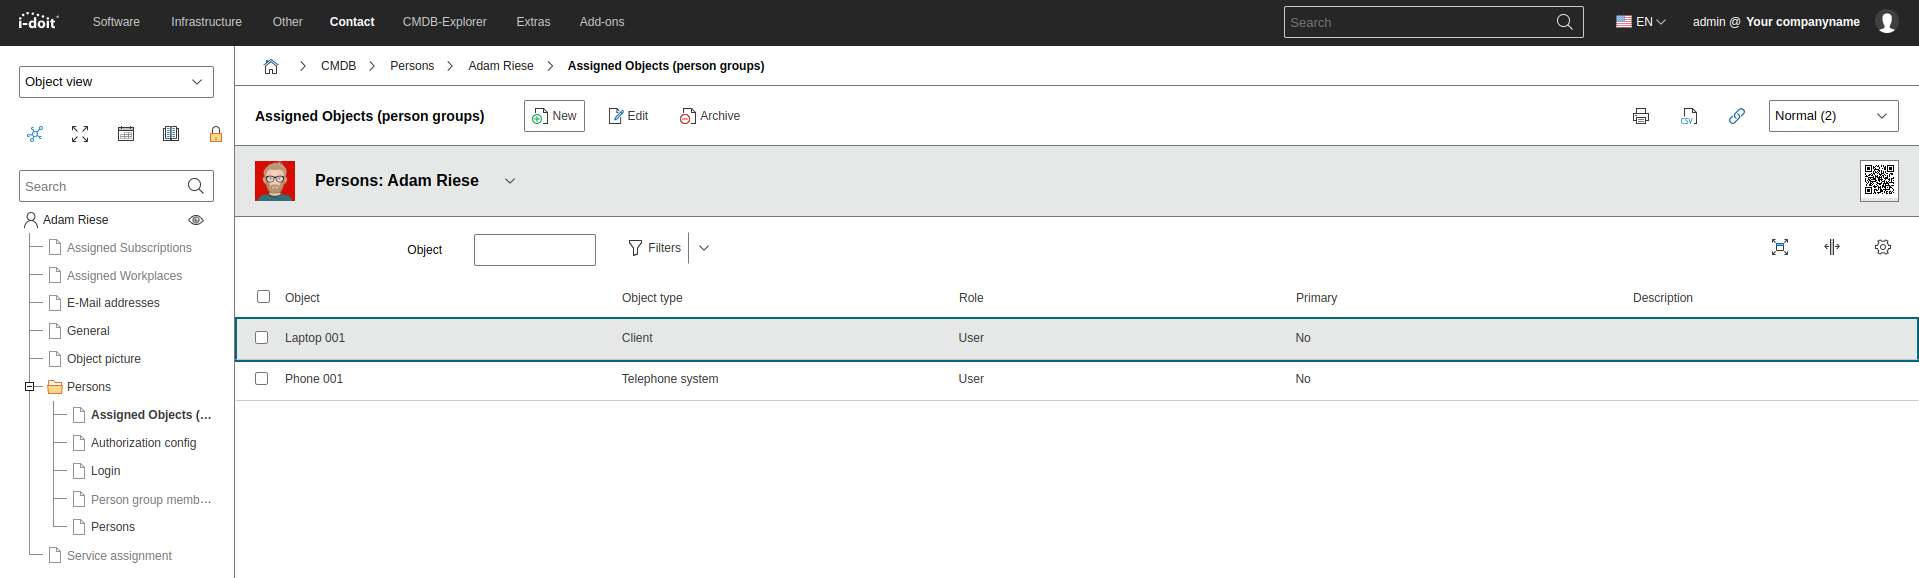 i-doit Software Infrastructure Other Contact CMDB-Explorer Extras Add-ons Search EN admin @ Your companyname
Object view
Search
Adam Riese
Assigned Subscriptions
Assigned Workplaces
E-Mail addresses
General
Object picture
Persons
Assigned Objects (...
Authorization config
Login
Person group memb...
Persons
Service assignment
CMDB Persons Adam Riese Assigned Objects (person groups)
Assigned Objects (person groups) New Edit Archive CSV Normal (2)
Persons: Adam Riese
Object Filters
Object Object type Role Primary Description
Laptop 001 Client User No
Phone 001 Telephone system User No